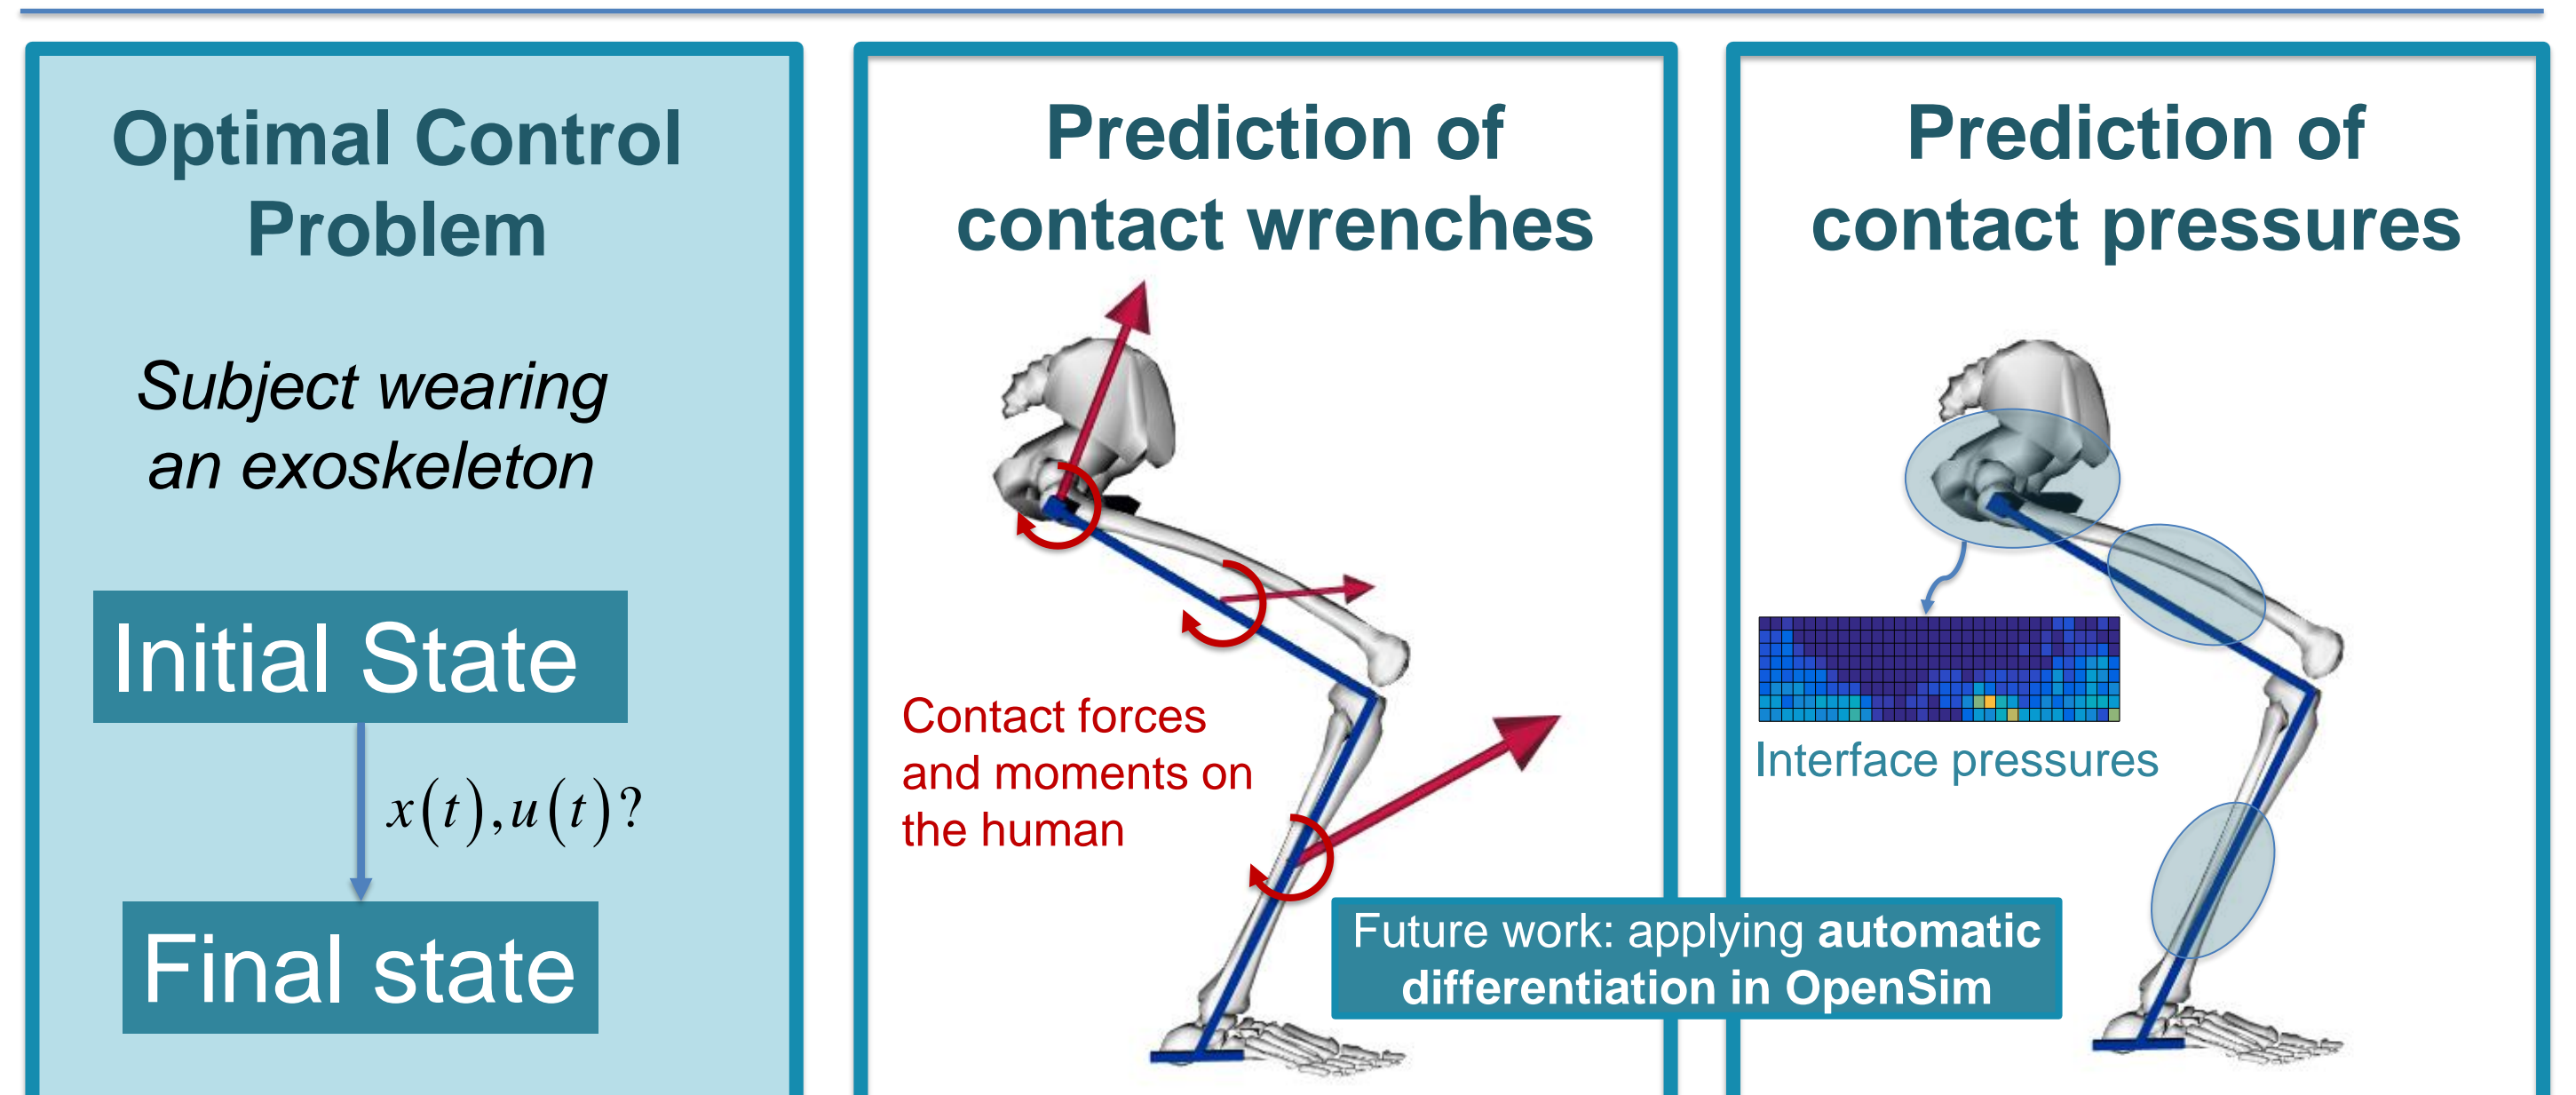 Optimal Control
Problem
Subject wearing
an exoskeleton
Initial State
x(t),u(t)?
Final state
Prediction of
contact wrenches
Contact forces
and moments on
the human
Prediction of
contact pressures
Interface pressures
Future work: applying automatic
differentiation in OpenSim